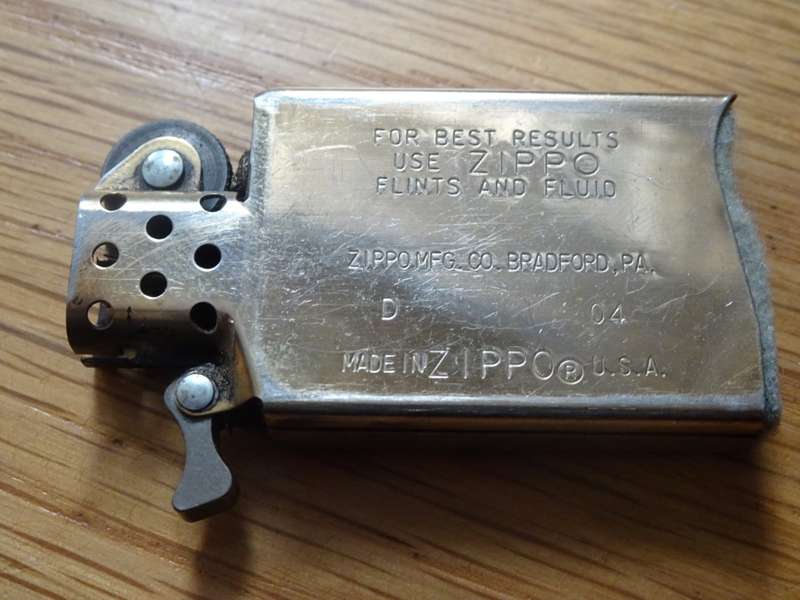 FOR BEST RESULTS
USE ZIPPO
FLINTS AND FLUID
ZIPPO MFG. CO. BRADFORD, PA.
D 04
MADE IN ZIPPO® U.S.A.